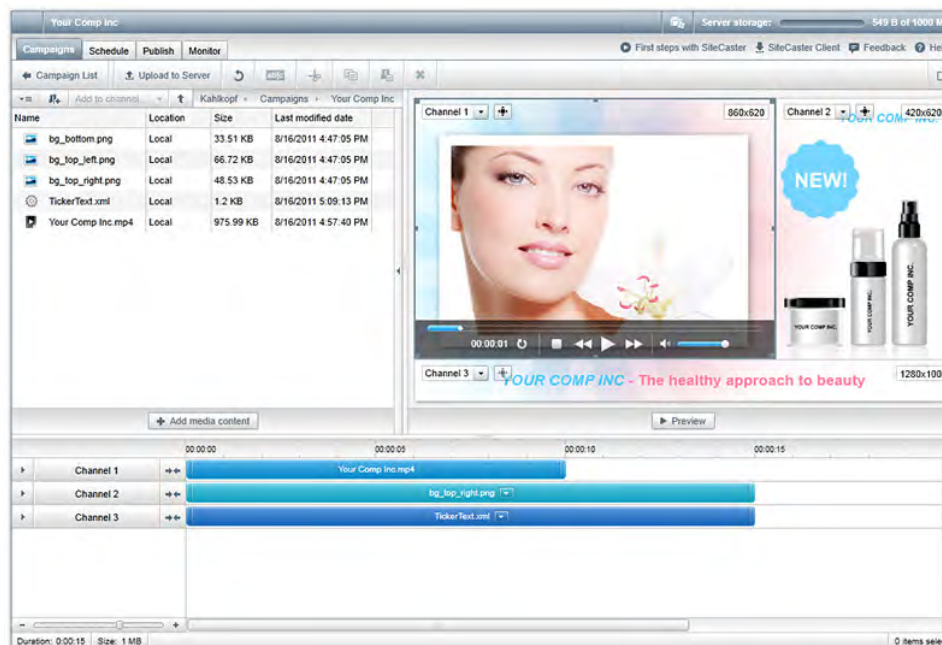 Your Comp Inc Server storage: 549 B of 1000 M
Campaigns Schedule Publish Monitor First steps with SiteCaster SiteCaster Client Feedback Hel
Campaign List Upload to Server
Add to channel Kahlkopf Campaigns Your Comp Inc
Name Location Size Last modified date
bg_bottom.png Local 33.51 KB 8/16/2011 4:47:05 PM
bg_top_left.png Local 66.72 KB 8/16/2011 4:47:05 PM
bg_top_right.png Local 48.53 KB 8/16/2011 4:47:05 PM
TickerText.xml Local 1.2 KB 8/16/2011 5:09:13 PM
Your Comp Inc.mp4 Local 975.99 KB 8/16/2011 4:57:40 PM
Channel 1 860x620 Channel 2 420x620
YOUR COMP INC.
NEW!
YOUR COMP INC.
YOUR COMP INC.
YOUR COMP INC.
00:00:01
Channel 3 1280x100
YOUR COMP INC - The healthy approach to beauty
Add media content Preview
00:00:00 00:00:05 00:00:10 00:00:15
Channel 1 Your Comp Inc.mp4
Channel 2 bg_top_right.png
Channel 3 TickerText.xml
Duration: 0:00:15 Size: 1 MB 0 items sele